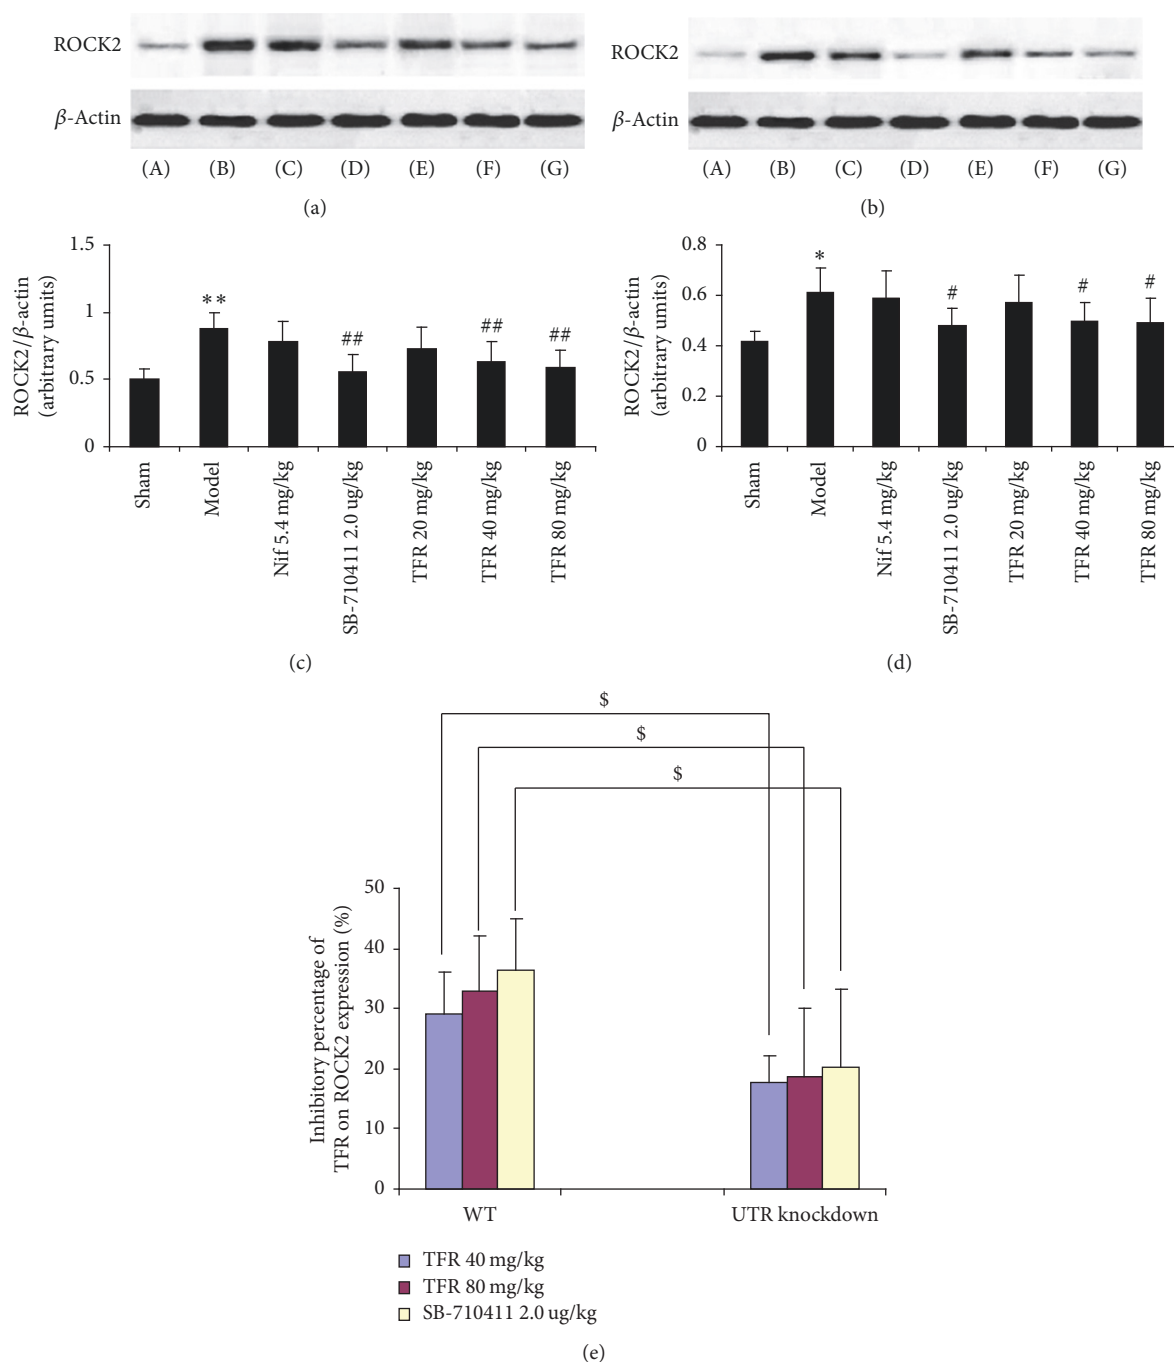 ROCK2
β-Actin
(A) (B) (C) (D) (E) (F) (G)
(a)
ROCK2
β-Actin
(A) (B) (C) (D) (E) (F) (G)
(b)
ROCK2/β-actin
(arbitrary umits)
1.5
1
0.5
0
**
##
##
##
Sham
Model
Nif 5.4 mg/kg
SB-710411 2.0 ug/kg
TFR 20 mg/kg
TFR 40 mg/kg
TFR 80 mg/kg
(c)
ROCK2/β-actin
(arbitrary umits)
0.8
0.6
0.4
0.2
0
*
#
#
#
Sham
Model
Nif 5.4 mg/kg
SB-710411 2.0 ug/kg
TFR 20 mg/kg
TFR 40 mg/kg
TFR 80 mg/kg
(d)
$
$
$
Inhibitory percentage of
TFR on ROCK2 expression (%)
50
40
30
20
10
0
WT
UTR knockdown
TFR 40 mg/kg
TFR 80 mg/kg
SB-710411 2.0 ug/kg
(e)